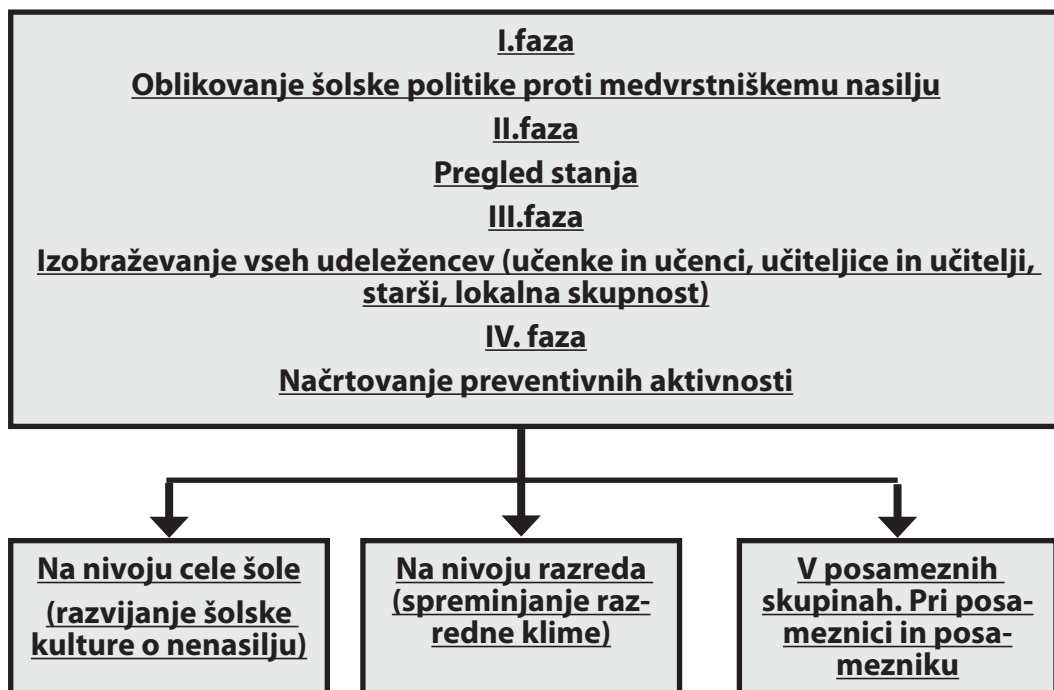 I.faza
Oblikovanje šolske politike proti medvrstniškemu nasilju
II.faza
Pregled stanja
III.faza
Izobraževanje vseh udeležencev (učenke in učenci, učiteljice in učitelji,
starši, lokalna skupnost)
IV. faza
Načrtovanje preventivnih aktivnosti
Na nivoju cele šole
(razvijanje šolske
kulture o nenasilju)
Na nivoju razreda
(spreminjanje raz-
redne klime)
V posameznih
skupinah. Pri posa-
meznici in posa-
mezniku